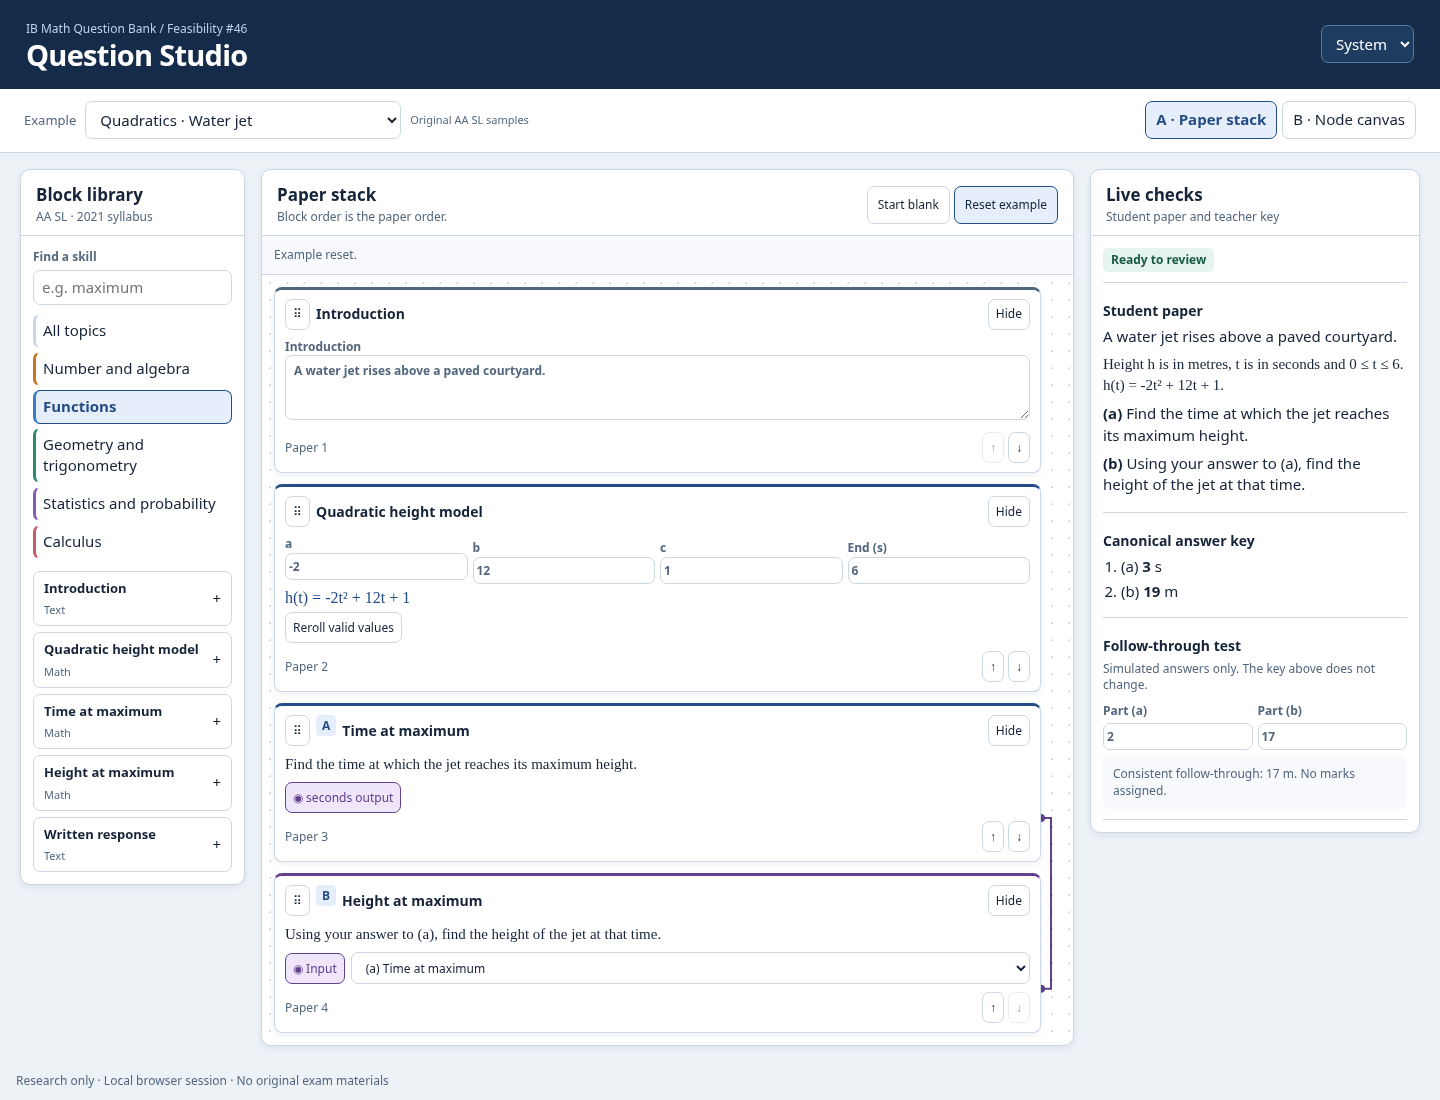 IB Math Question Bank / Feasibility #46
Question Studio
System
Example
Quadratics · Water jet
Original AA SL samples
A · Paper stack
B · Node canvas
Block library
AA SL · 2021 syllabus
Find a skill
e.g. maximum
All topics
Number and algebra
Functions
Geometry and
trigonometry
Statistics and probability
Calculus
Introduction
Text
+
Quadratic height model
Math
+
Time at maximum
Math
+
Height at maximum
Math
+
Written response
Text
+
Paper stack
Block order is the paper order.
Start blank
Reset example
Example reset.
⠿ Introduction
Hide
Introduction
A water jet rises above a paved courtyard.
Paper 1
↑ ↓
⠿ Quadratic height model
Hide
a b c End (s)
-2 12 1 6
h(t) = -2t² + 12t + 1
Reroll valid values
Paper 2
↑ ↓
⠿ A Time at maximum
Hide
Find the time at which the jet reaches its maximum height.
◉ seconds output
Paper 3
↑ ↓
⠿ B Height at maximum
Hide
Using your answer to (a), find the height of the jet at that time.
◉ Input
(a) Time at maximum
Paper 4
↑ ↓
Live checks
Student paper and teacher key
Ready to review
Student paper
A water jet rises above a paved courtyard.
Height h is in metres, t is in seconds and 0 ≤ t ≤ 6.
h(t) = -2t² + 12t + 1.
(a) Find the time at which the jet reaches
its maximum height.
(b) Using your answer to (a), find the
height of the jet at that time.
Canonical answer key
1. (a) 3 s
2. (b) 19 m
Follow-through test
Simulated answers only. The key above does not
change.
Part (a) Part (b)
2 17
Consistent follow-through: 17 m. No marks
assigned.
Research only · Local browser session · No original exam materials